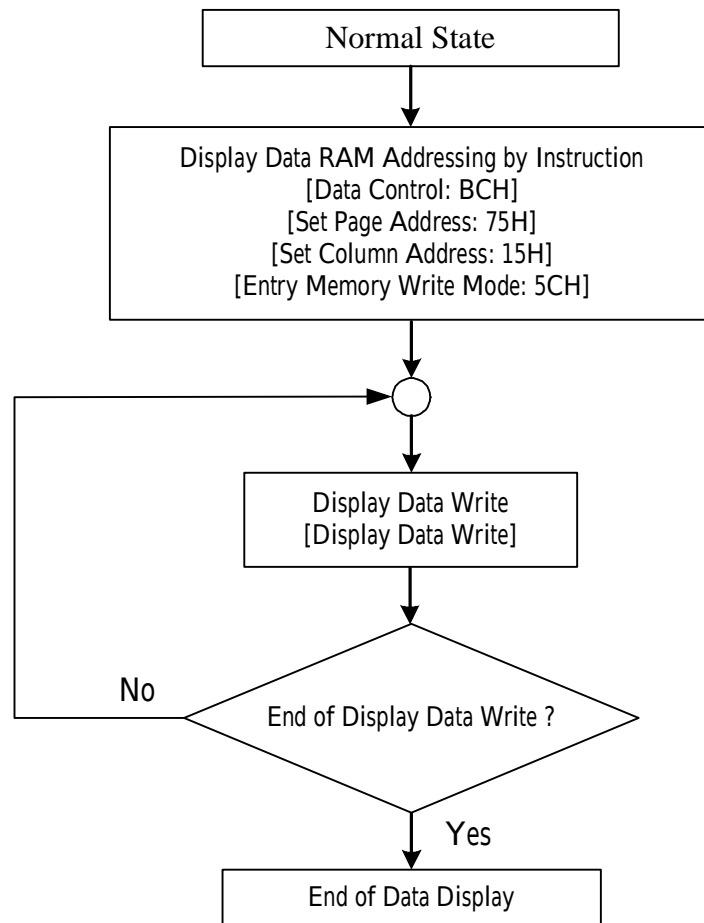 Normal State
Display Data RAM Addressing by Instruction
[Data Control: BCH]
[Set Page Address: 75H]
[Set Column Address: 15H]
[Entry Memory Write Mode: 5CH]
Display Data Write
[Display Data Write]
No
End of Display Data Write ?
Yes
End of Data Display